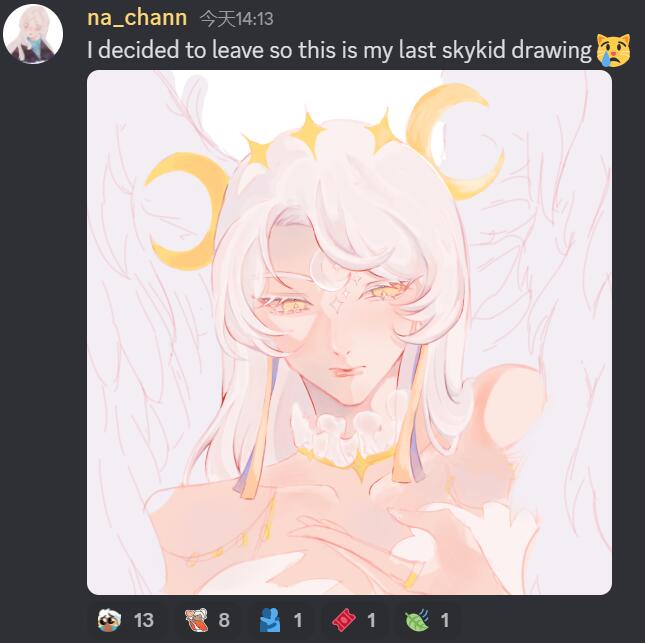 na_chann 今天14:13
I decided to leave so this is my last skykid drawing
13 8 1 1 1